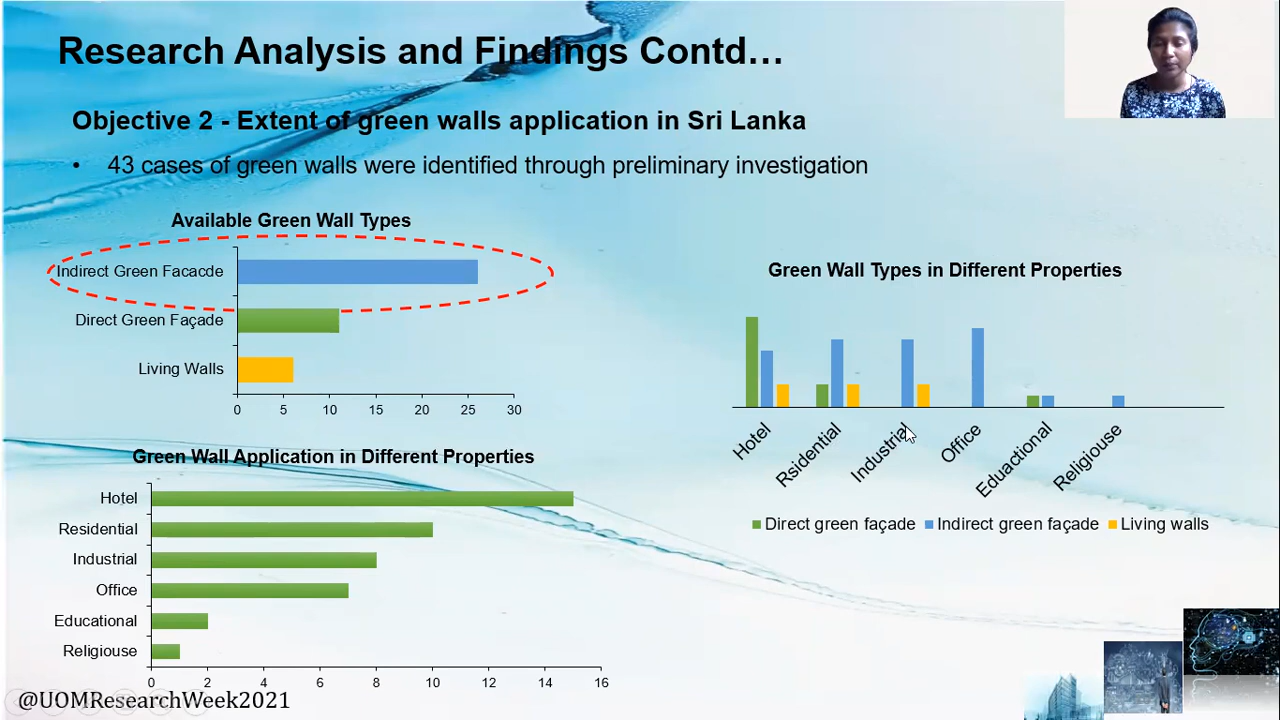 Research Analysis and Findings Contd…
Objective 2 - Extent of green walls application in Sri Lanka
• 43 cases of green walls were identified through preliminary investigation
Available Green Wall Types
Indirect Green Facacde
Direct Green Façade
Living Walls
0 5 10 15 20 25 30
Green Wall Application in Different Properties
Hotel
Residential
Industrial
Office
Educational
Religiouse
0 2 4 6 8 10 12 14 16
Green Wall Types in Different Properties
Hotel
Rsidential
Industrial
Office
Eduactional
Religiouse
Direct green façade Indirect green façade Living walls
@UOMResearchWeek2021